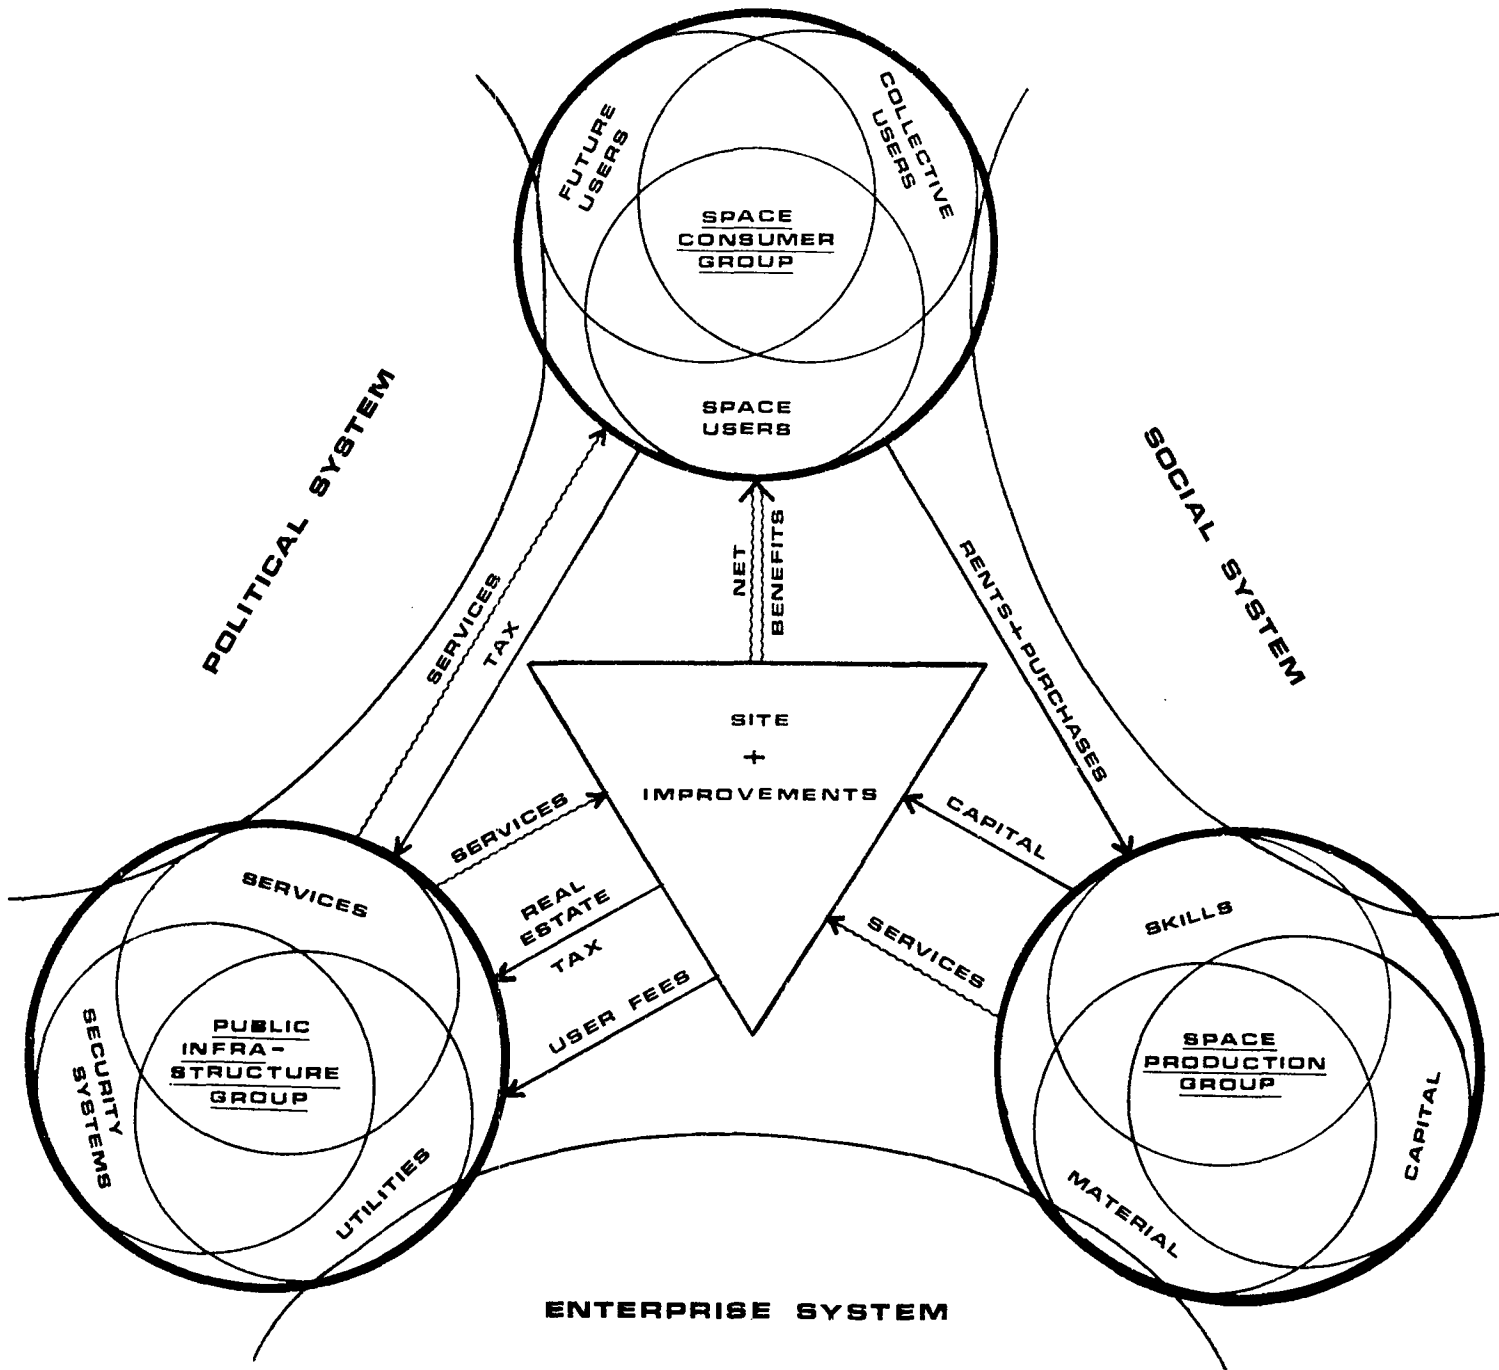 FUTURE
USERS
COLLECTIVE
USERS
SPACE
CONSUMER
GROUP
SPACE
USERS
POLITICAL SYSTEM
SOCIAL SYSTEM
SERVICES
TAX
NET
BENEFITS
RENTS + PURCHASES
SITE
+
IMPROVEMENTS
SERVICES
REAL
ESTATE
TAX
USER FEES
CAPITAL
SERVICES
SERVICES
SECURITY
SYSTEMS
PUBLIC
INFRA-
STRUCTURE
GROUP
UTILITIES
SKILLS
SPACE
PRODUCTION
GROUP
CAPITAL
MATERIAL
ENTERPRISE SYSTEM